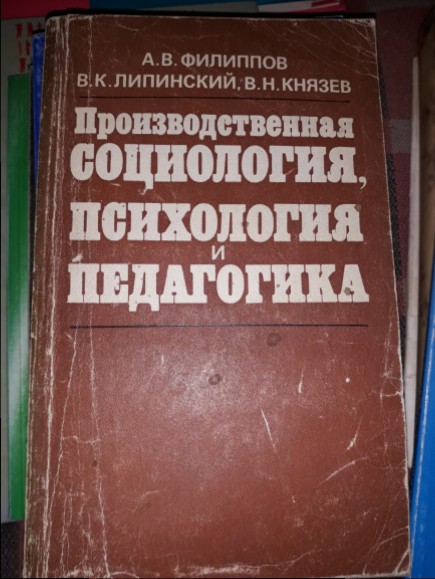 А.В.ФИЛИППОВ
В.К.ЛИПИНСКИЙ, В.Н.КНЯЗЕВ
Производственная
СОЦИОЛОГИЯ,
ПСИХОЛОГИЯ
И
ПЕДАГОГИКА